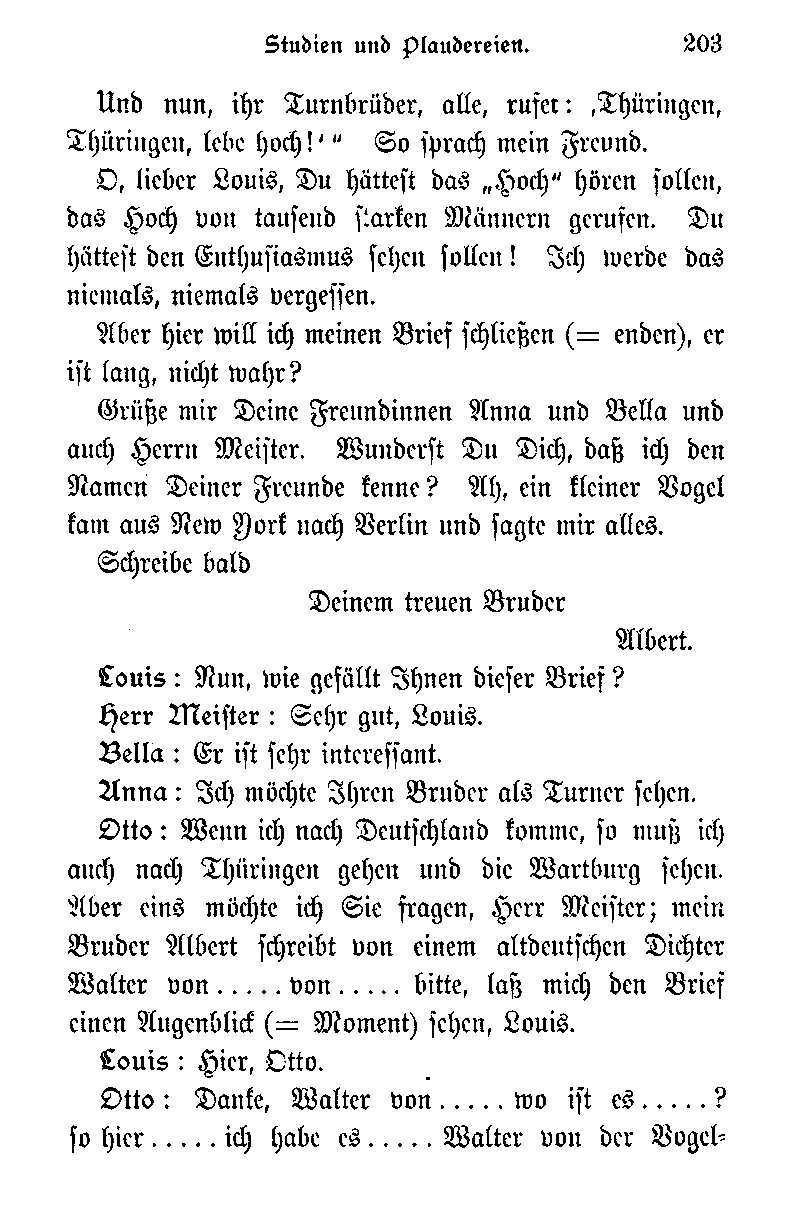 Studien und Plaudereien. 203
Und nun, ihr Turnbrüder, alle, rufet: ‚Thüringen,
Thüringen, lebe hoch!‘“ So sprach mein Freund.
O, lieber Louis, Du hättest das „Hoch“ hören sollen,
das Hoch von tausend starken Männern gerufen. Du
hättest den Enthusiasmus sehen sollen! Ich werde das
niemals, niemals vergessen.
Aber hier will ich meinen Brief schließen (= enden), er
ist lang, nicht wahr?
Grüße mir Deine Freundinnen Anna und Bella und
auch Herrn Meister. Wunderst Du Dich, daß ich den
Namen Deiner Freunde kenne? Ah, ein kleiner Vogel
kam aus New York nach Berlin und sagte mir alles.
Schreibe bald
Deinem treuen Bruder
Albert.
Louis: Nun, wie gefällt Ihnen dieser Brief?
Herr Meister: Sehr gut, Louis.
Bella: Er ist sehr interessant.
Anna: Ich möchte Ihren Bruder als Turner sehen.
Otto: Wenn ich nach Deutschland komme, so muß ich
auch nach Thüringen gehen und die Wartburg sehen.
Aber eins möchte ich Sie fragen, Herr Meister; mein
Bruder Albert schreibt von einem altdeutschen Dichter
Walter von.....von..... bitte, laß mich den Brief
einen Augenblick (= Moment) sehen, Louis.
Louis: Hier, Otto.
Otto: Danke, Walter von.....wo ist es.....?
so hier.....ich habe es..... Walter von der Vogel-